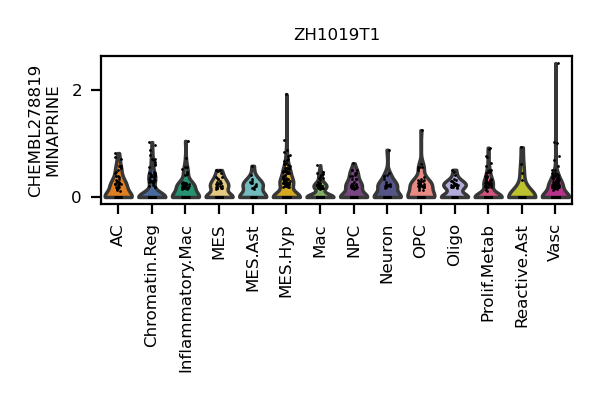 ZH1019T1
CHEMBL278819
MINAPRINE
2
0
AC
Chromatin.Reg
Inflammatory.Mac
MES
MES.Ast
MES.Hyp
Mac
NPC
Neuron
OPC
Oligo
Prolif.Metab
Reactive.Ast
Vasc